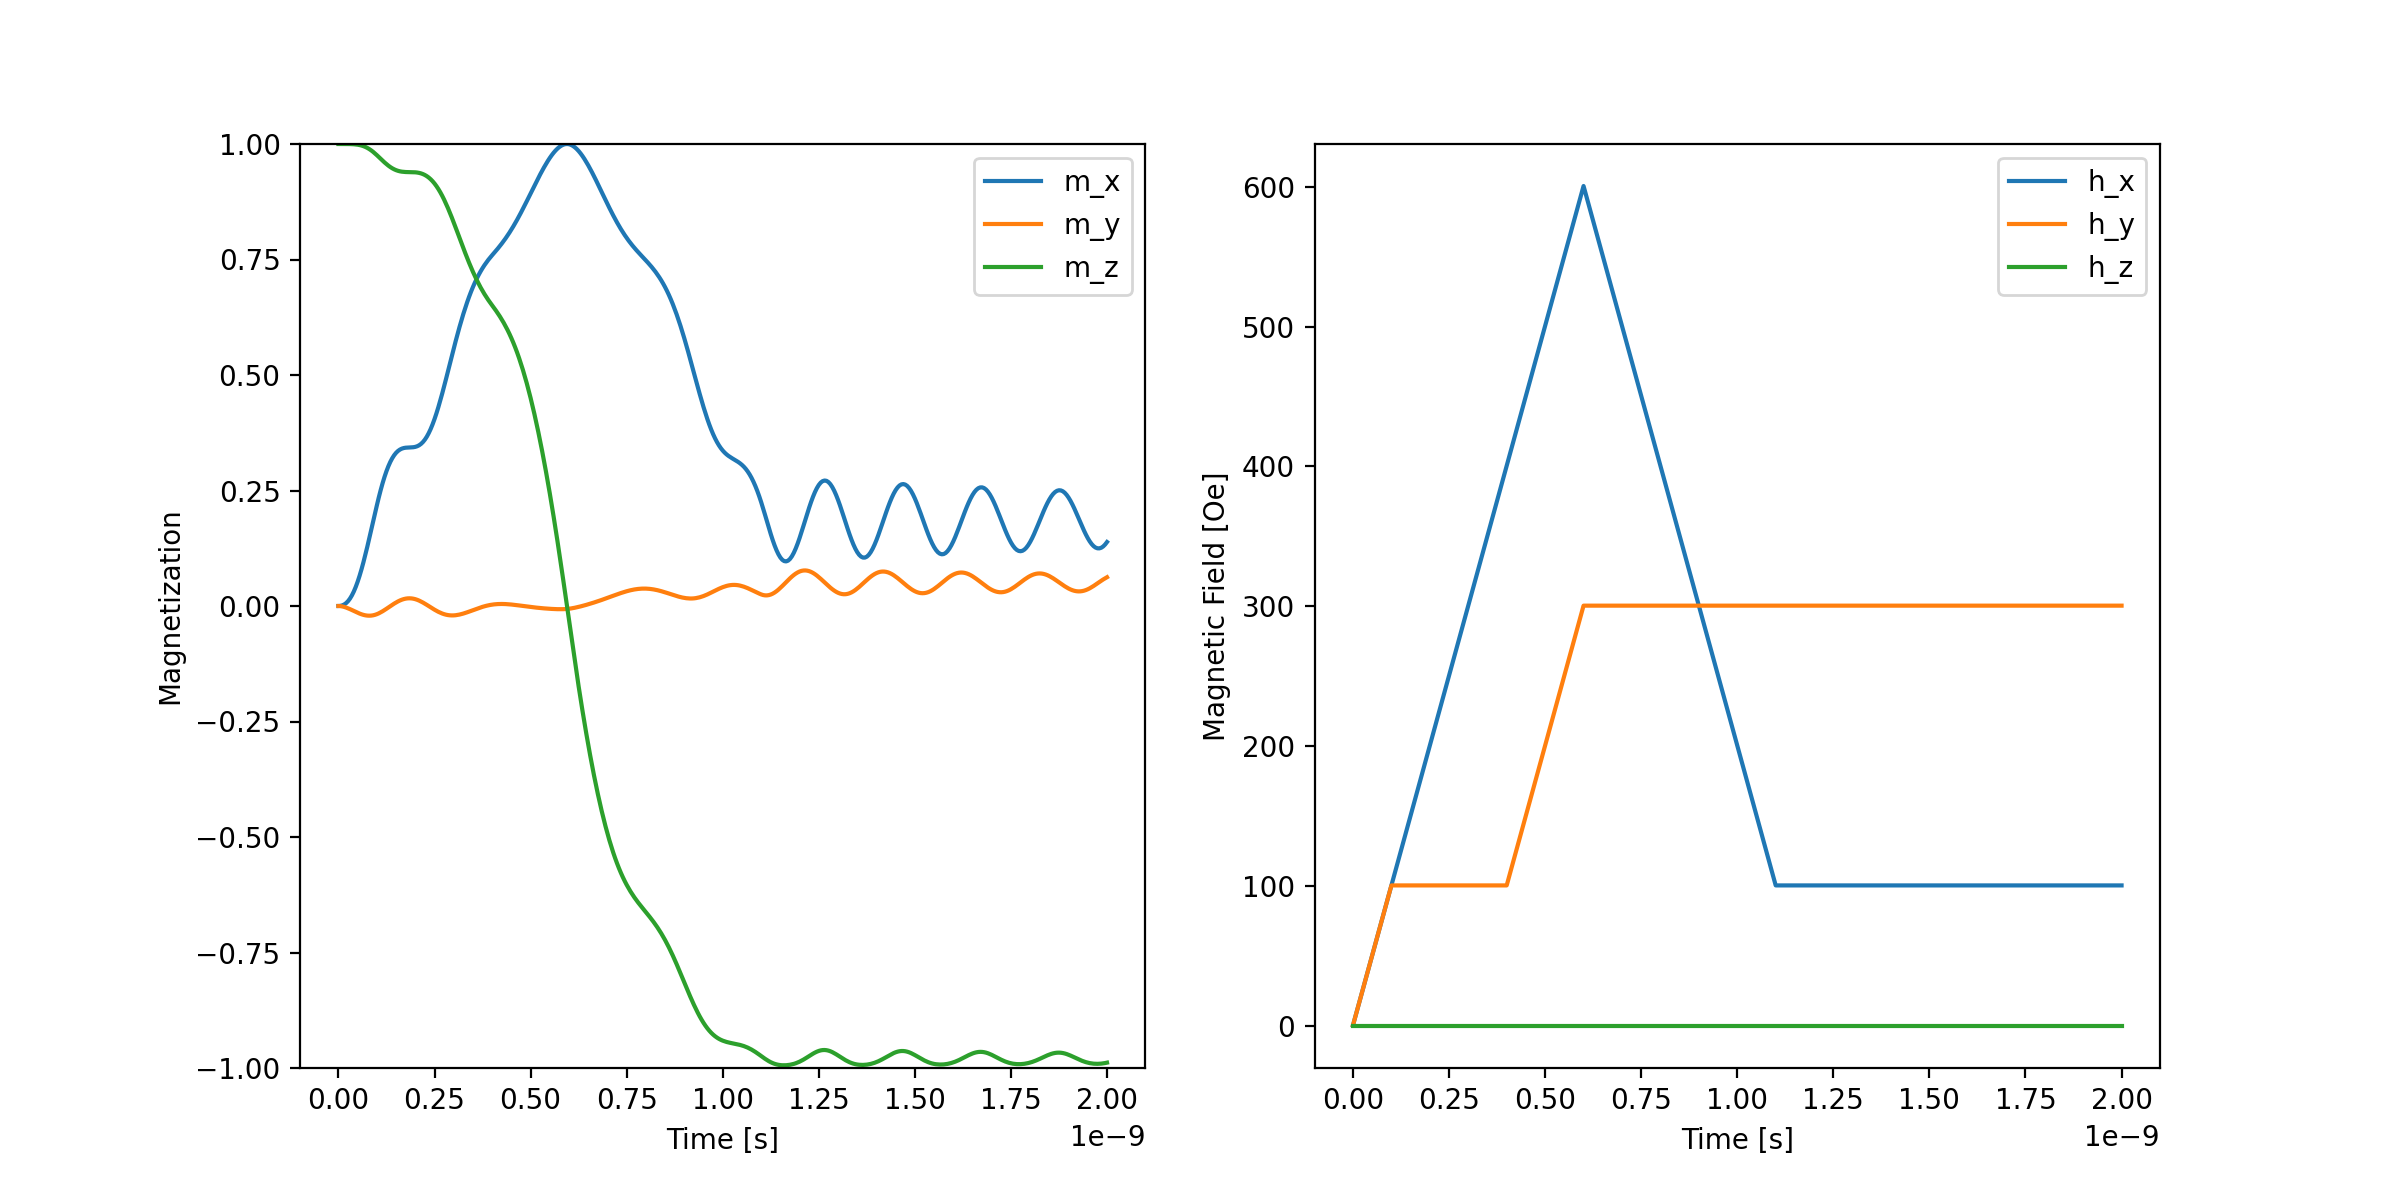 1.00
0.75
0.50
0.25
0.00
−0.25
−0.50
−0.75
−1.00
Magnetization
m_x
m_y
m_z
0.00 0.25 0.50 0.75 1.00 1.25 1.50 1.75 2.00
Time [s]
1e−9
600
500
400
300
200
100
0
Magnetic Field [Oe]
h_x
h_y
h_z
0.00 0.25 0.50 0.75 1.00 1.25 1.50 1.75 2.00
Time [s]
1e−9